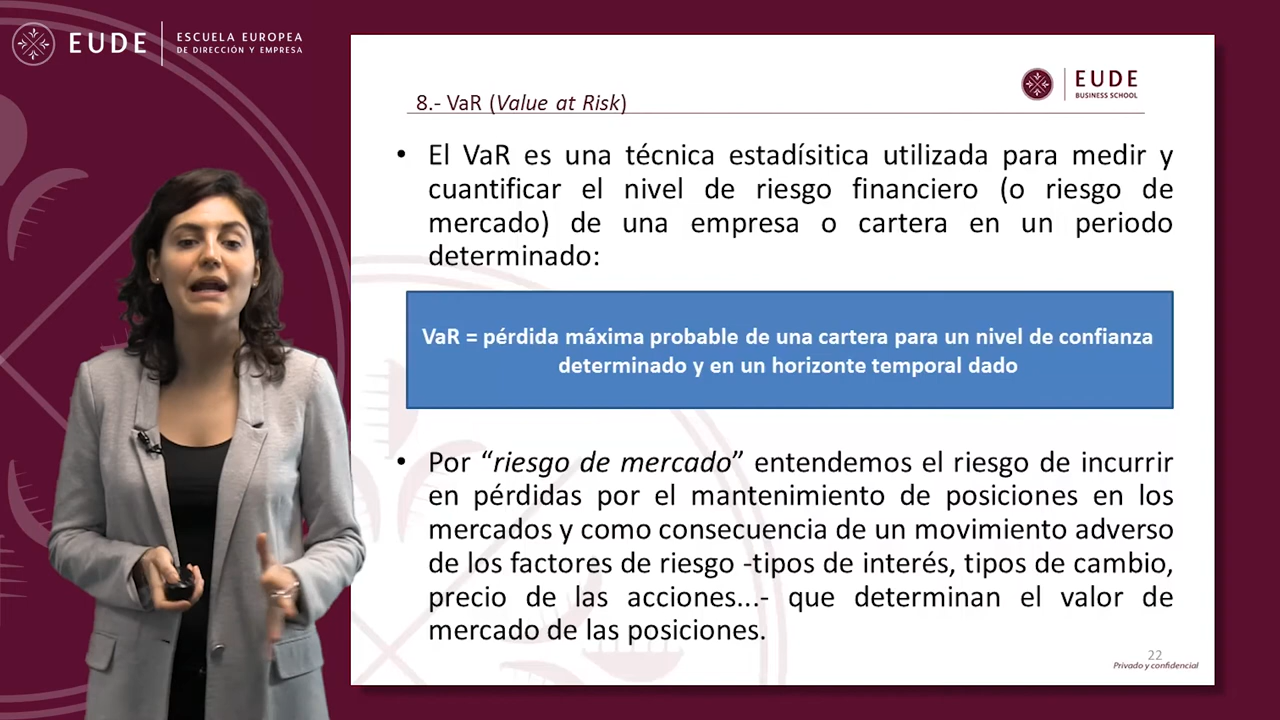 EUDE
ESCUELA EUROPEA
DE DIRECCIÓN Y EMPRESA
EUDE
BUSINESS SCHOOL
8.- VaR (Value at Risk)
• El VaR es una técnica estadísitica utilizada para medir y
cuantificar el nivel de riesgo financiero (o riesgo de
mercado) de una empresa o cartera en un periodo
determinado:
VaR = pérdida máxima probable de una cartera para un nivel de confianza
determinado y en un horizonte temporal dado
• Por “riesgo de mercado” entendemos el riesgo de incurrir
en pérdidas por el mantenimiento de posiciones en los
mercados y como consecuencia de un movimiento adverso
de los factores de riesgo -tipos de interés, tipos de cambio,
precio de las acciones...- que determinan el valor de
mercado de las posiciones.
22
Privado y confidencial